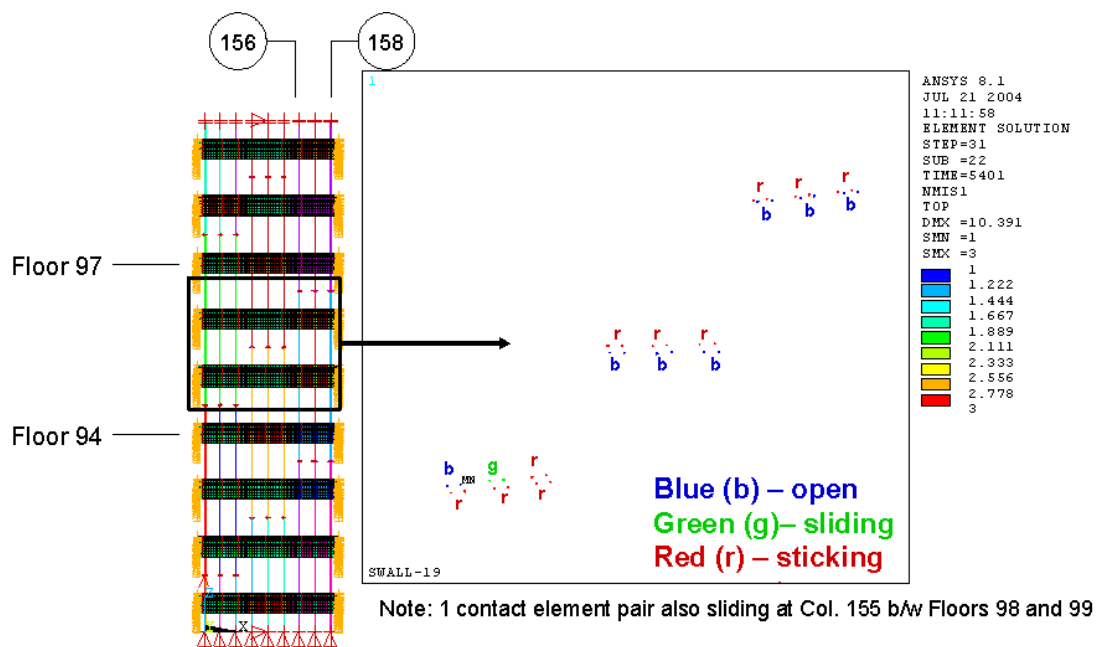 156
158
1
ANSYS 8.1
JUL 21 2004
11:11:58
ELEMENT SOLUTION
STEP=31
SUB =22
TIME=5401
NMIS1
TOP
DMX =10.391
SMN =1
SMX =3
1
1.222
1.444
1.667
1.889
2.111
2.333
2.556
2.778
3
Floor 97
Floor 94
r r r
b b b
r r r
b b b
b MN g r
r r r
Blue (b) – open
Green (g)– sliding
Red (r) – sticking
SWALL-19
Z
X
Note: 1 contact element pair also sliding at Col. 155 b/w Floors 98 and 99